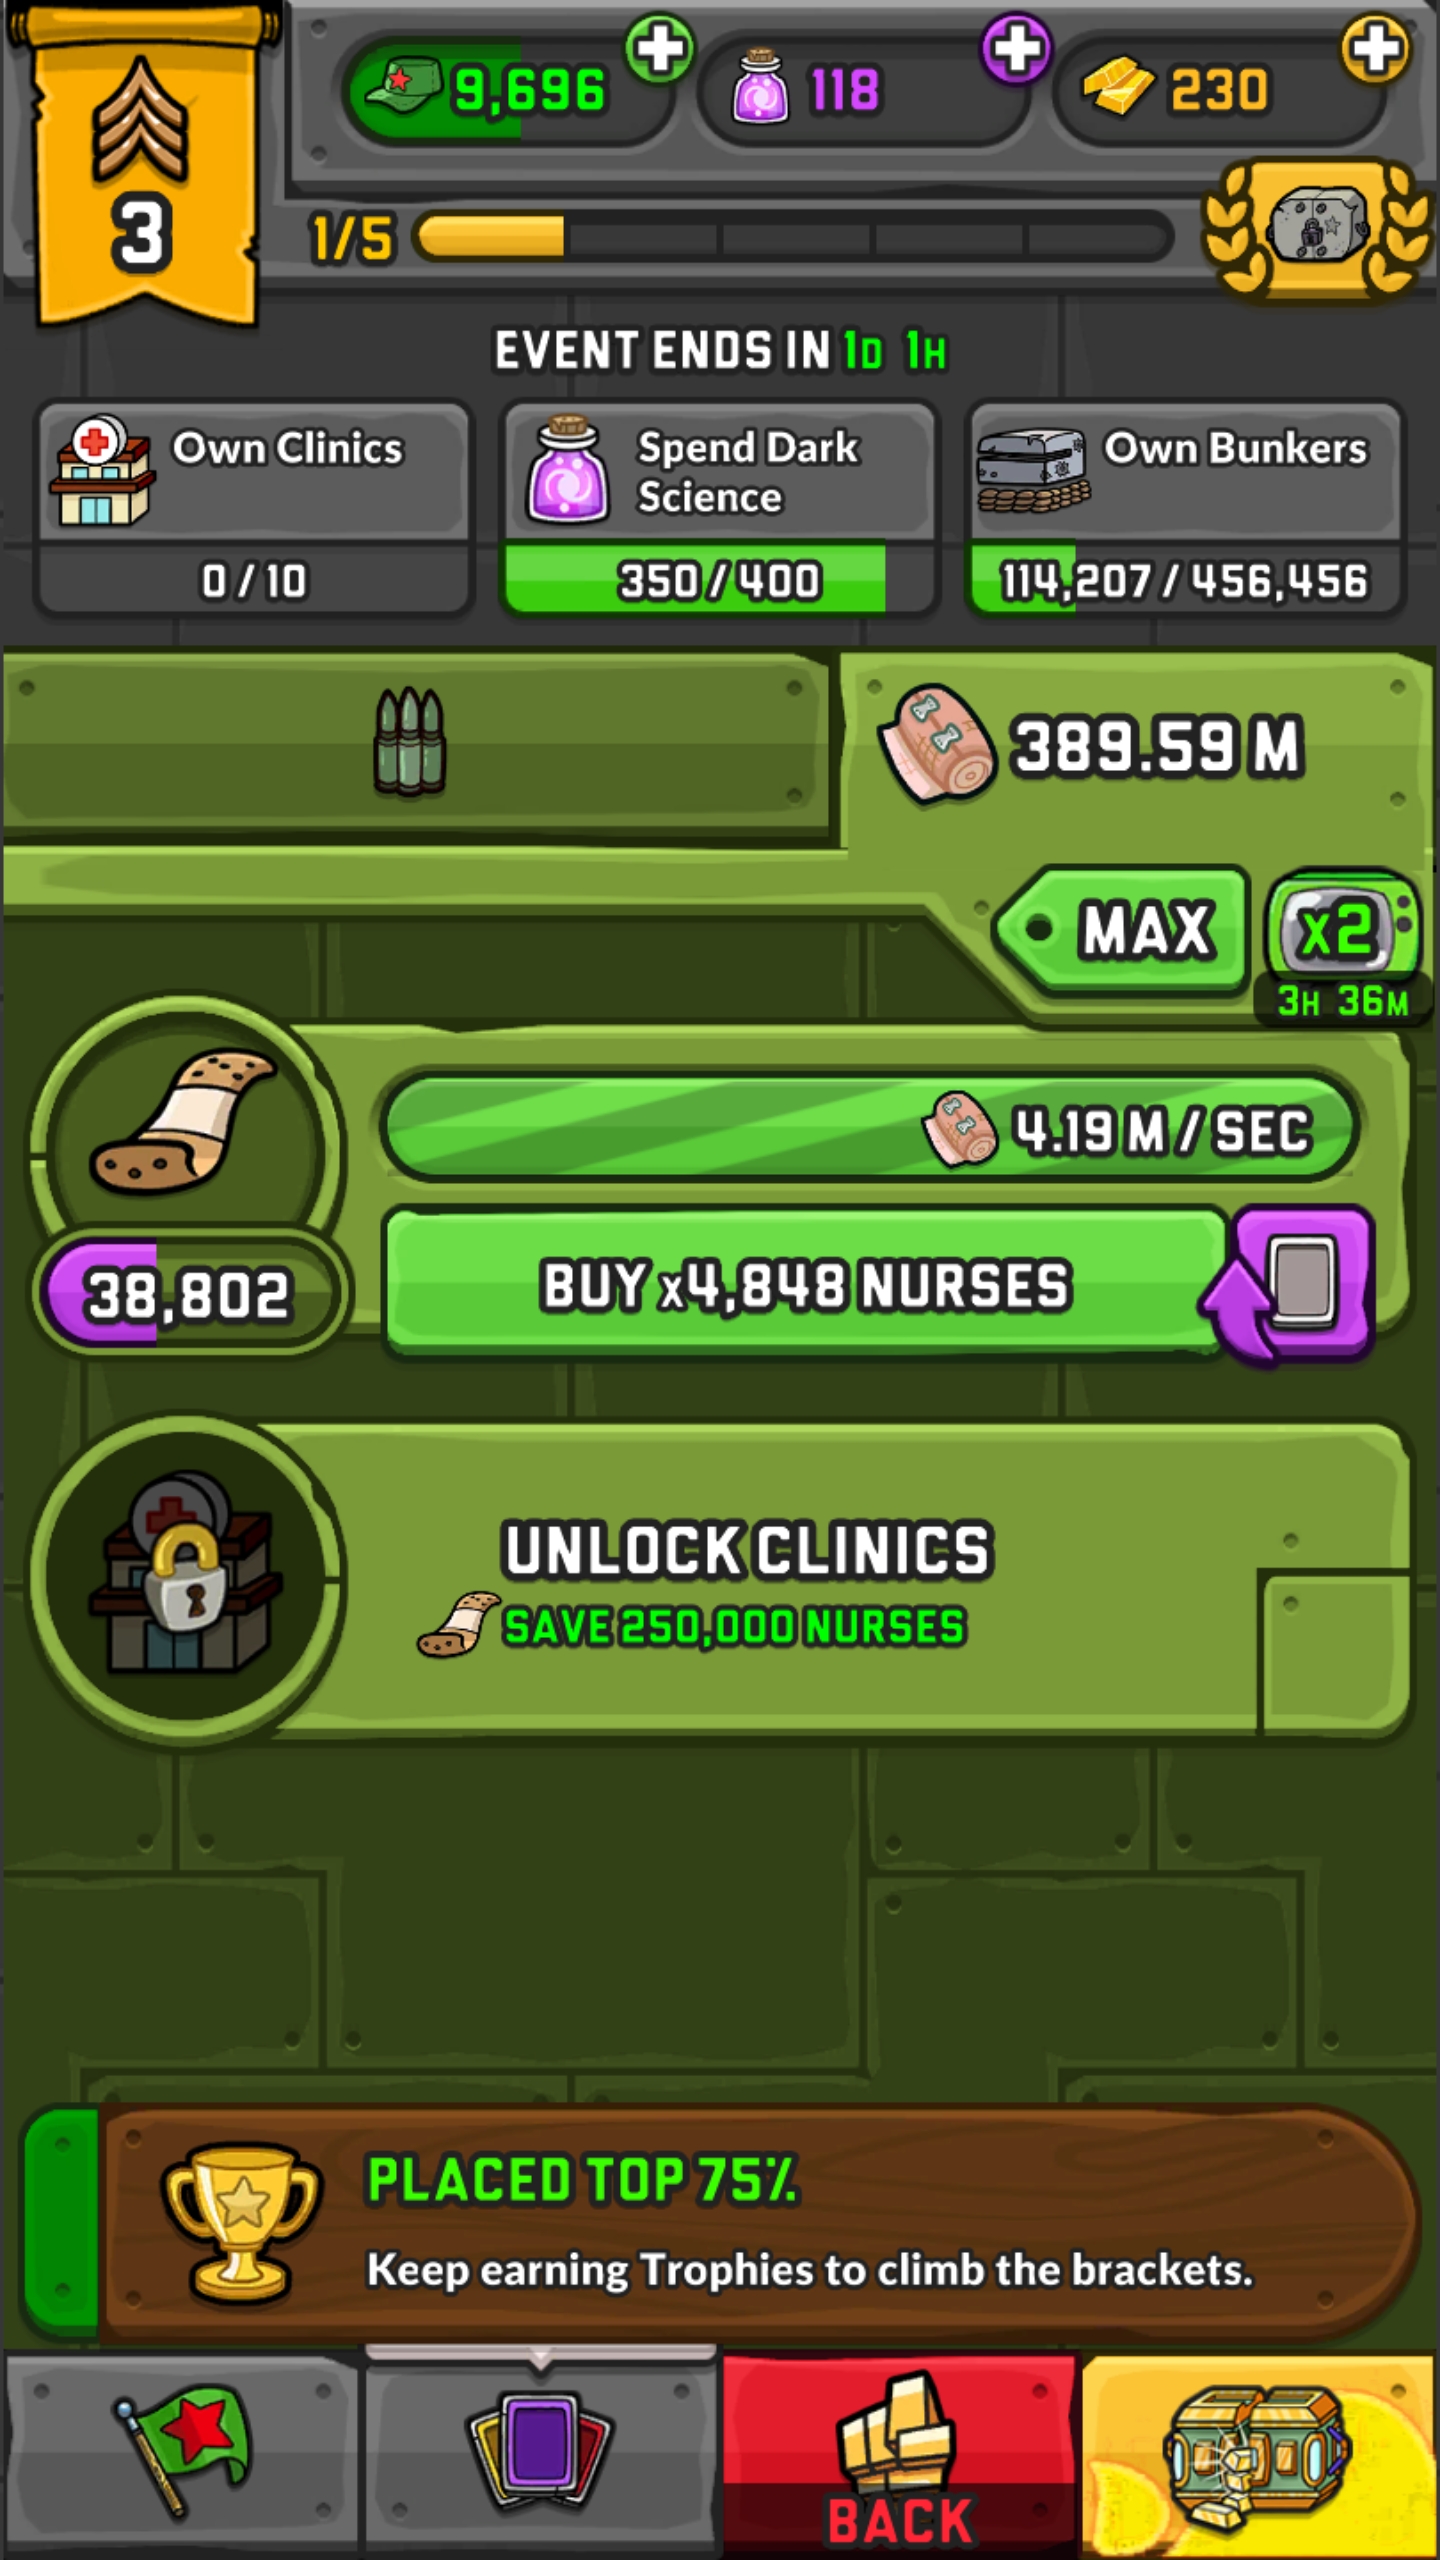 9,696
118
230
3
1/5
EVENT ENDS IN 1D 1H
Own Clinics
0/10
Spend Dark
Science
350/400
Own Bunkers
114,207/456,456
389.59 M
MAX
x2
3H 36M
4.19 M/SEC
38,802
BUY x4,848 NURSES
UNLOCK CLINICS
SAVE 250,000 NURSES
PLACED TOP 75%
Keep earning Trophies to climb the brackets.
BACK